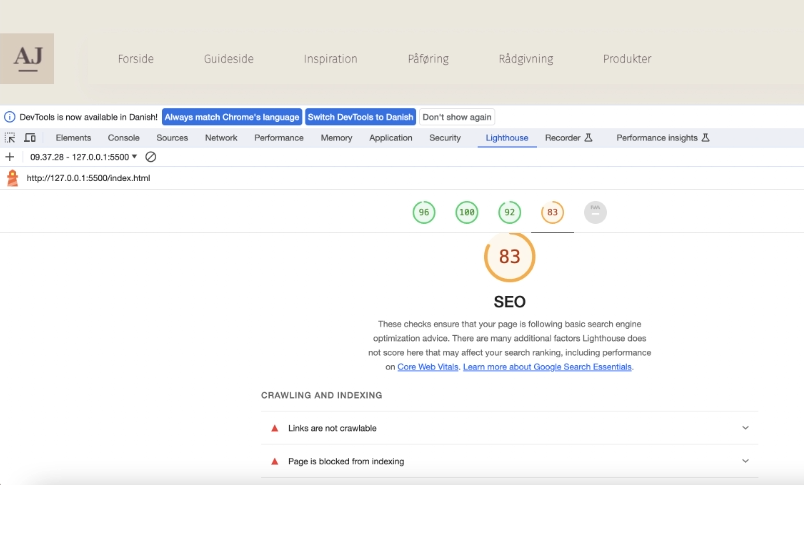 AJ
Forside Guideside Inspiration Påføring Rådgivning Produkter
DevTools is now available in Danish! Always match Chrome's language Switch DevTools to Danish Don't show again
Elements Console Sources Network Performance Memory Application Security Lighthouse Recorder Performance insights
09.37.28 - 127.0.0.1:5500
http://127.0.0.1:5500/index.html
96 100 92 83 PWA
83
SEO
These checks ensure that your page is following basic search engine
optimization advice. There are many additional factors Lighthouse does
not score here that may affect your search ranking, including performance
on Core Web Vitals. Learn more about Google Search Essentials.
CRAWLING AND INDEXING
Links are not crawlable
Page is blocked from indexing